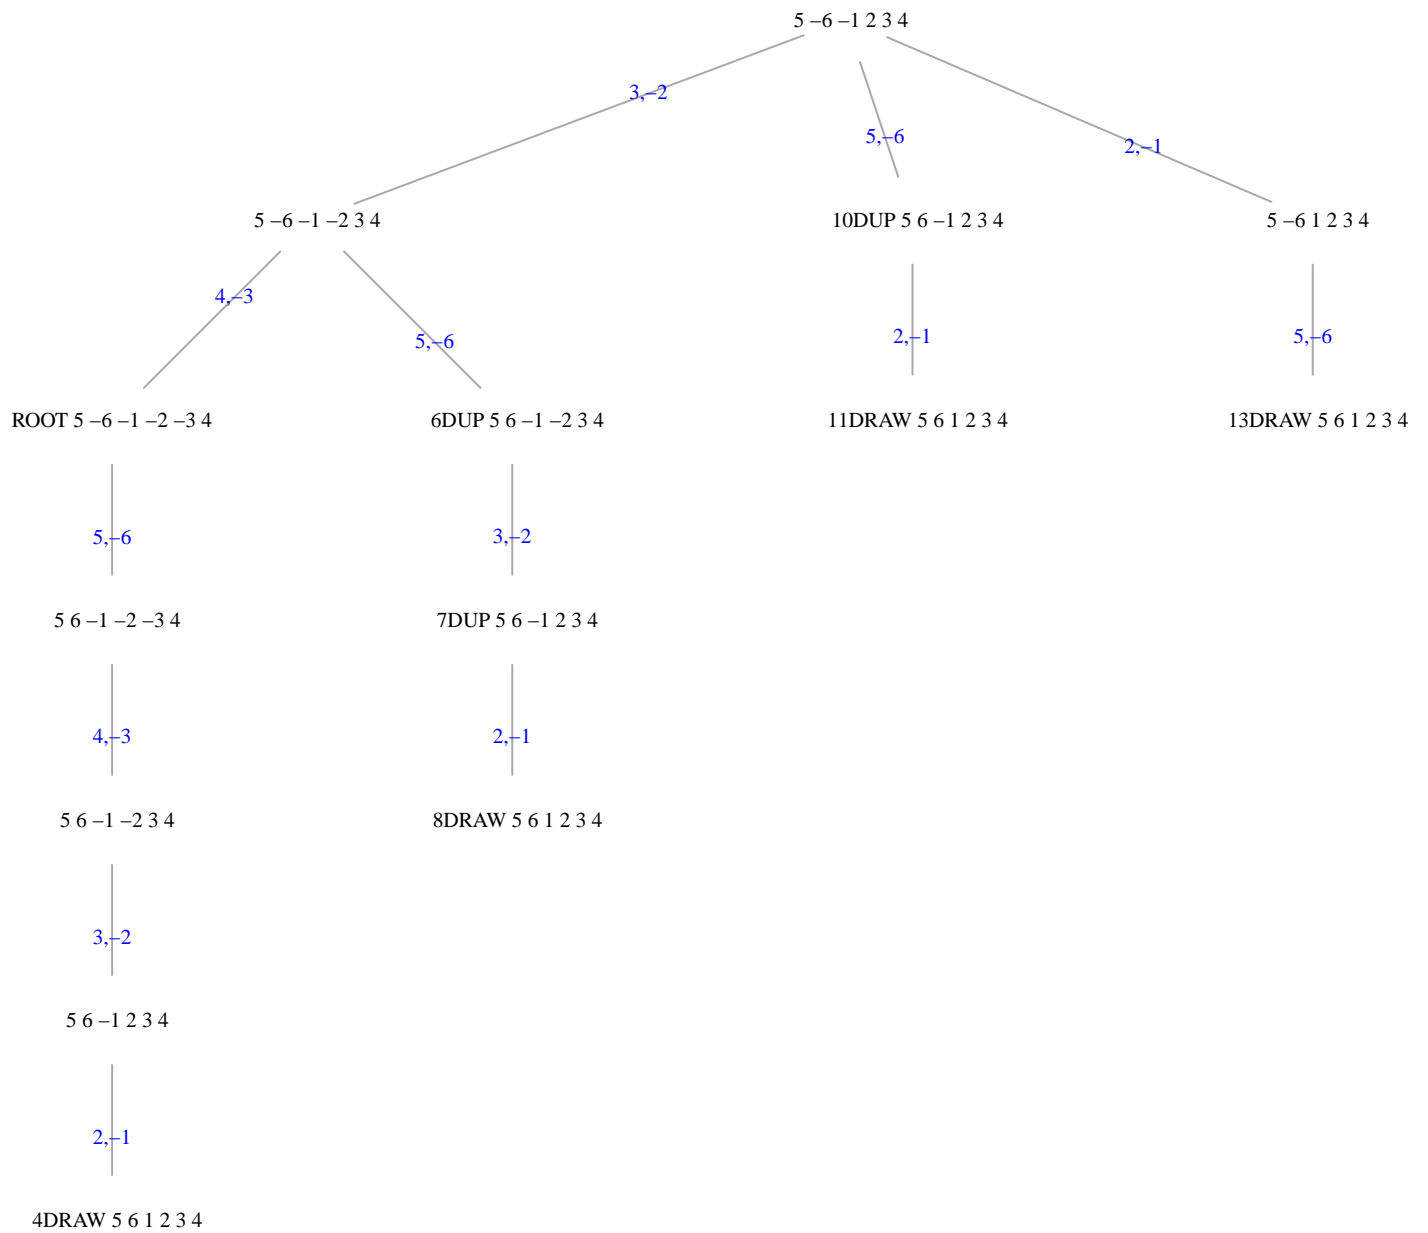 5 –6 –1 2 3 4
3,–2
5,–6
2,–1
5 –6 –1 –2 3 4
10DUP 5 6 –1 2 3 4
5 –6 1 2 3 4
4,–3
5,–6
2,–1
5,–6
ROOT 5 –6 –1 –2 –3 4
6DUP 5 6 –1 –2 3 4
11DRAW 5 6 1 2 3 4
13DRAW 5 6 1 2 3 4
5,–6
3,–2
5 6 –1 –2 –3 4
7DUP 5 6 –1 2 3 4
4,–3
2,–1
5 6 –1 –2 3 4
8DRAW 5 6 1 2 3 4
3,–2
5 6 –1 2 3 4
2,–1
4DRAW 5 6 1 2 3 4